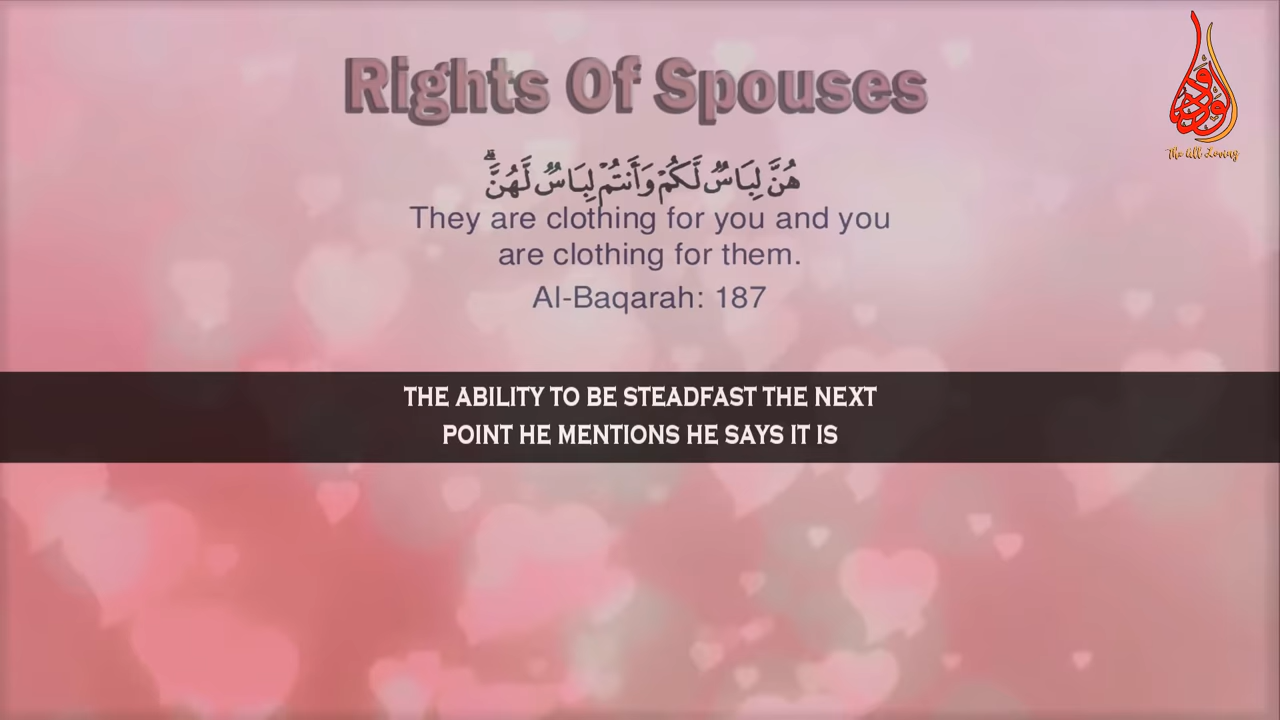 Rights Of Spouses
هُنَّ لِبَاسٌ لَّكُمْ وَأَنتُمْ لِبَاسٌ لَّهُنَّ ۗ
They are clothing for you and you
are clothing for them.
Al-Baqarah: 187
THE ABILITY TO BE STEADFAST THE NEXT
POINT HE MENTIONS HE SAYS IT IS
الودود
The All Loving